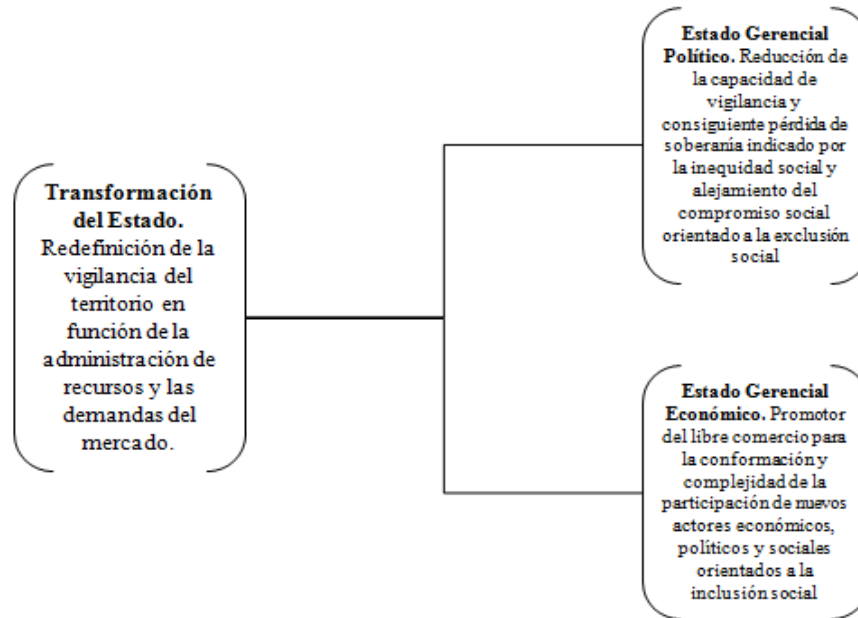 Transformación
del Estado.
Redefinición de la
vigilancia del
territorio en
función de la
administración de
recursos y las
demandas del
mercado.
Estado Gerencial
Político. Reducción de
la capacidad de
vigilancia y
consiguiente pérdida de
soberanía indicado por
la inequidad social y
alejamiento del
compromiso social
orientado a la exclusión
social
Estado Gerencial
Económico. Promotor
del libre comercio para
la conformación y
complejidad de la
participación de nuevos
actores económicos,
políticos y sociales
orientados a la
inclusión social